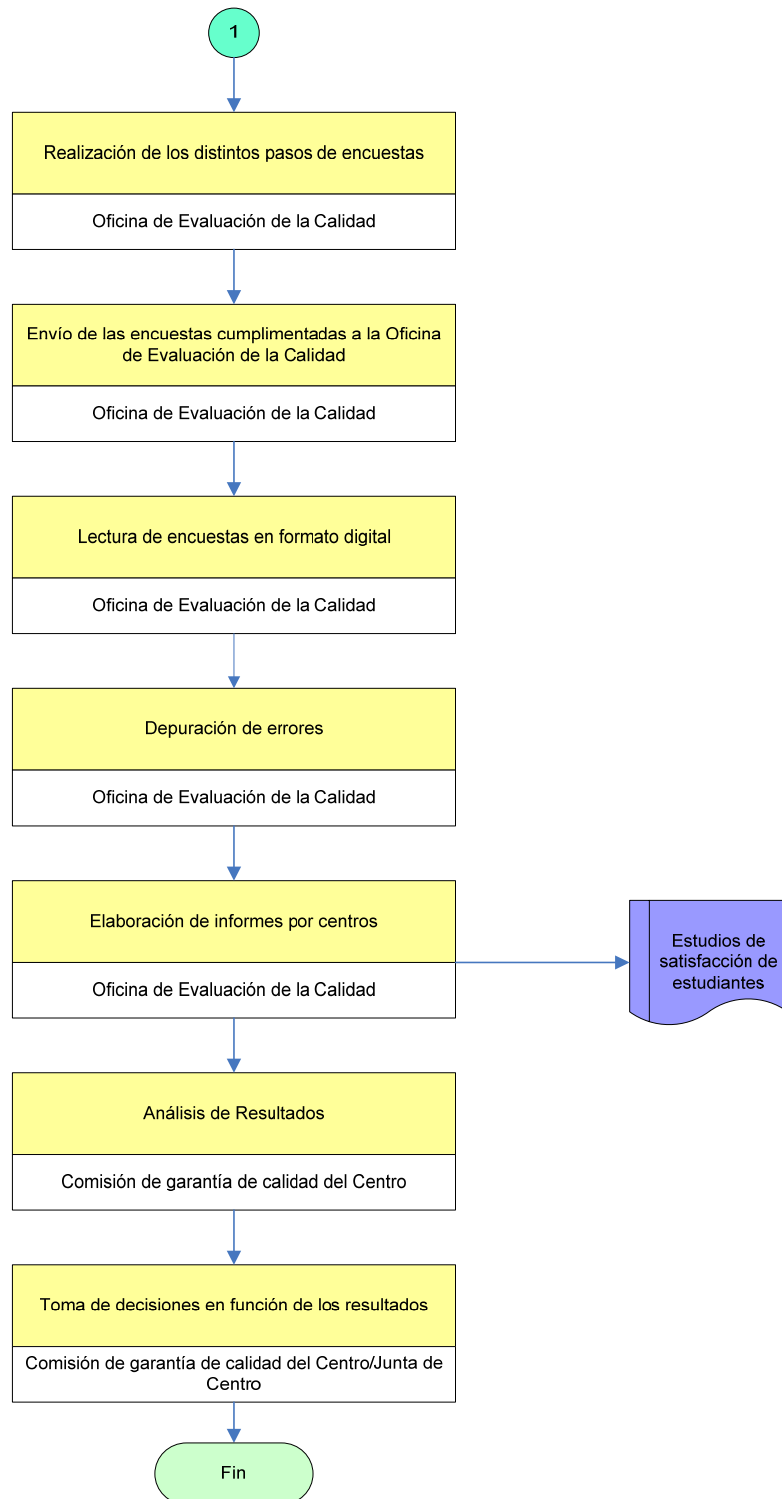 1
Realización de los distintos pasos de encuestas
Oficina de Evaluación de la Calidad
Envío de las encuestas cumplimentadas a la Oficina
de Evaluación de la Calidad
Oficina de Evaluación de la Calidad
Lectura de encuestas en formato digital
Oficina de Evaluación de la Calidad
Depuración de errores
Oficina de Evaluación de la Calidad
Elaboración de informes por centros
Oficina de Evaluación de la Calidad
Estudios de
satisfacción de
estudiantes
Análisis de Resultados
Comisión de garantía de calidad del Centro
Toma de decisiones en función de los resultados
Comisión de garantía de calidad del Centro/Junta de
Centro
Fin